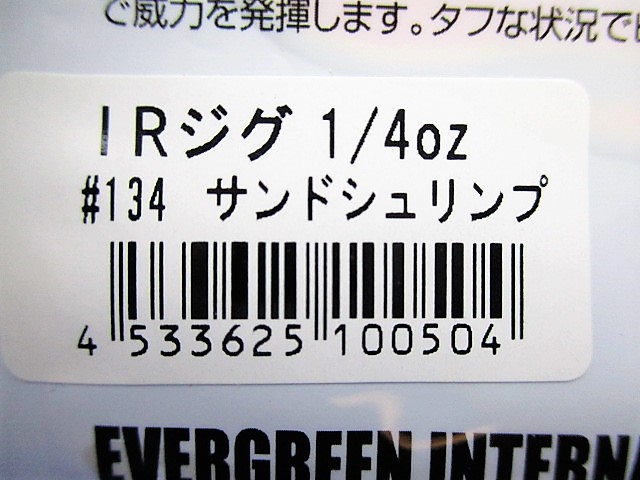 で威力を発揮します。タフな状況で
IRジグ 1/4oz
#134 サンドシュリンプ
4 533625 100504
EVERGREEN INTERNA